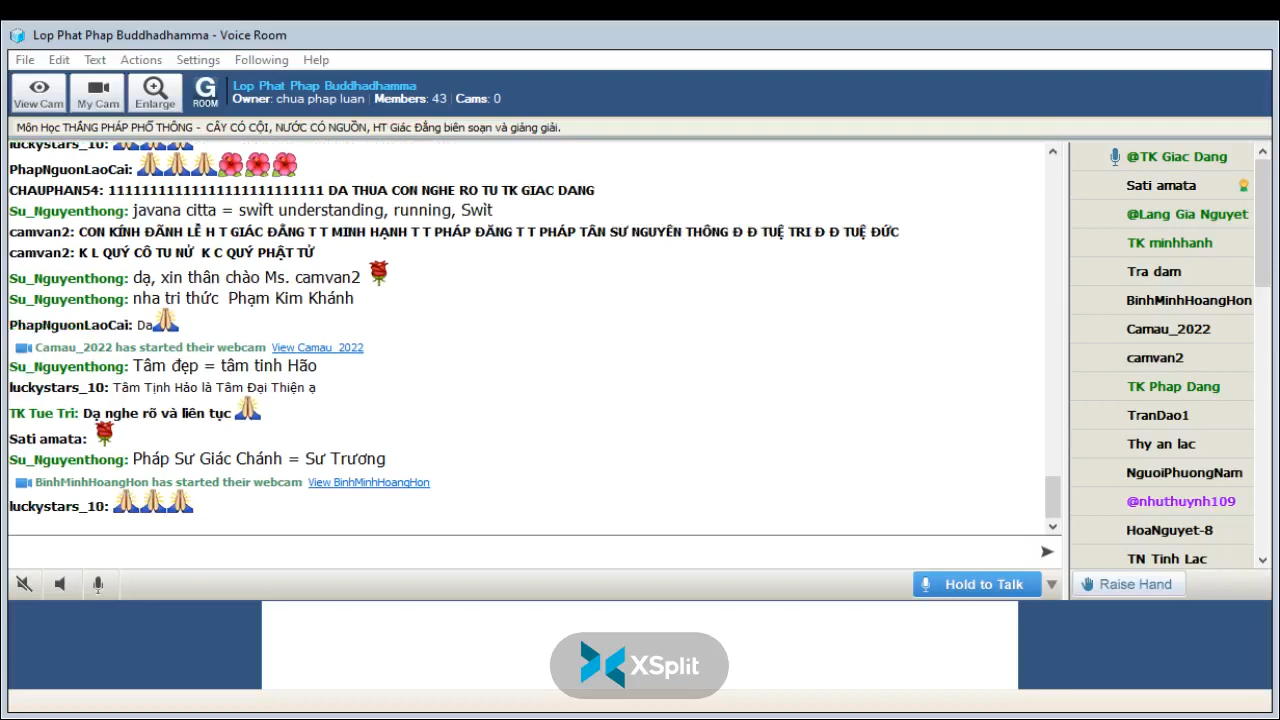 Lop Phat Phap Buddhadhamma - Voice Room
File Edit Text Actions Settings Following Help
View Cam My Cam Enlarge G ROOM
Lop Phat Phap Buddhadhamma
Owner: chua phap luan | Members: 43 | Cams: 0
Môn Học THẮNG PHÁP PHỔ THÔNG - CÂY CÓ CỘI, NƯỚC CÓ NGUỒN, HT Giác Đẳng biên soạn và giảng giải.
luckystars_10:
PhapNguonLaoCai:
CHAUPHAN54: 11111111111111111111111111 DA THUA CON NGHE RO TU TK GIAC DANG
Su_Nguyenthong: javana citta = swift understanding, running, Swìt
camvan2: CON KÍNH ĐÃNH LỄ H T GIÁC ĐẲNG T T MINH HẠNH T T PHÁP ĐĂNG T T PHÁP TÂN SƯ NGUYÊN THÔNG Đ Đ TUỆ TRI Đ Đ TUỆ ĐỨC
camvan2: K L QUÝ CÔ TU NỬ K C QUÝ PHẬT TỬ
Su_Nguyenthong: dạ, xin thân chào Ms. camvan2
Su_Nguyenthong: nha tri thức Phạm Kim Khánh
PhapNguonLaoCai: Da
Camau_2022 has started their webcam View Camau_2022
Su_Nguyenthong: Tâm đẹp = tâm tinh Hão
luckystars_10: Tâm Tịnh Hảo là Tâm Đại Thiện ạ
TK Tue Tri: Dạ nghe rõ và liên tục
Sati amata:
Su_Nguyenthong: Pháp Sư Giác Chánh = Sư Trương
BinhMinhHoangHon has started their webcam View BinhMinhHoangHon
luckystars_10:
Hold to Talk
@TK Giac Dang
Sati amata
@Lang Gia Nguyet
TK minhhanh
Tra dam
BinhMinhHoangHon
Camau_2022
camvan2
TK Phap Dang
TranDao1
Thy an lac
NguoiPhuongNam
@nhuthuynh109
HoaNguyet-8
TN Tinh Lac
Raise Hand
XSplit